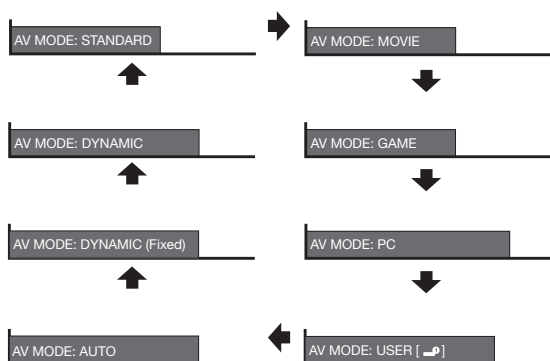 AV MODE: STANDARD
AV MODE: MOVIE
AV MODE: DYNAMIC
AV MODE: GAME
AV MODE: DYNAMIC (Fixed)
AV MODE: PC
AV MODE: AUTO
AV MODE: USER [ ]